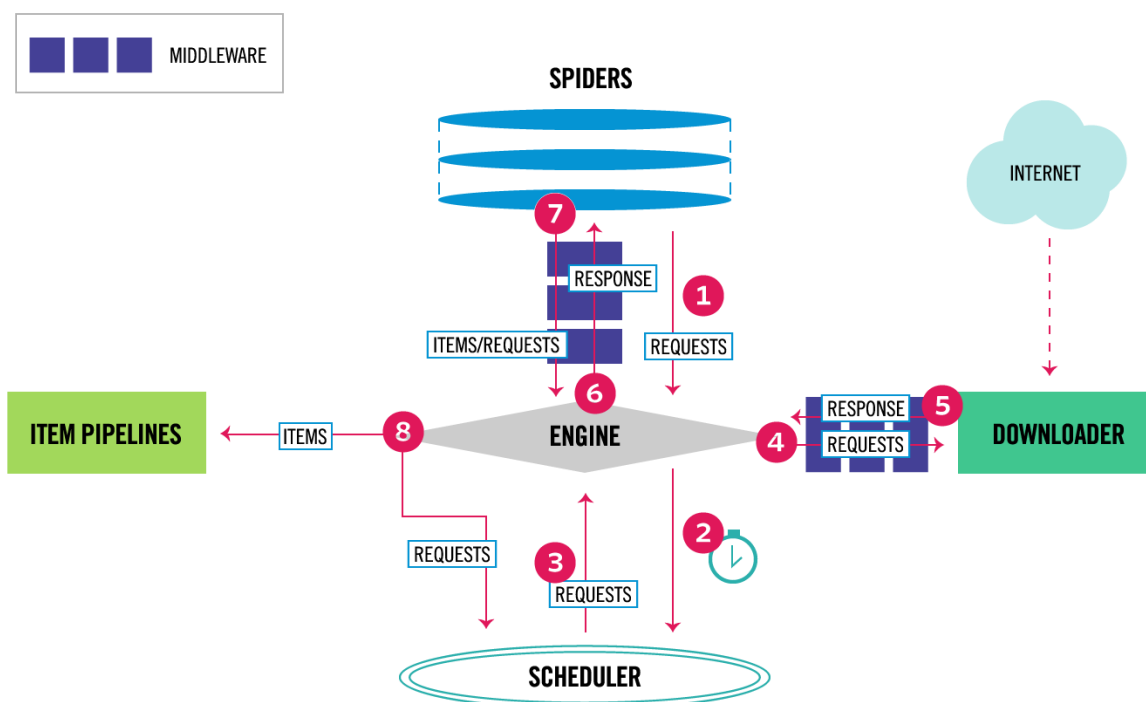 MIDDLEWARE
SPIDERS
INTERNET
7
RESPONSE
1
ITEMS/REQUESTS
REQUESTS
6
RESPONSE
5
ITEM PIPELINES
ITEMS
8
ENGINE
4
REQUESTS
DOWNLOADER
2
REQUESTS
3
REQUESTS
SCHEDULER